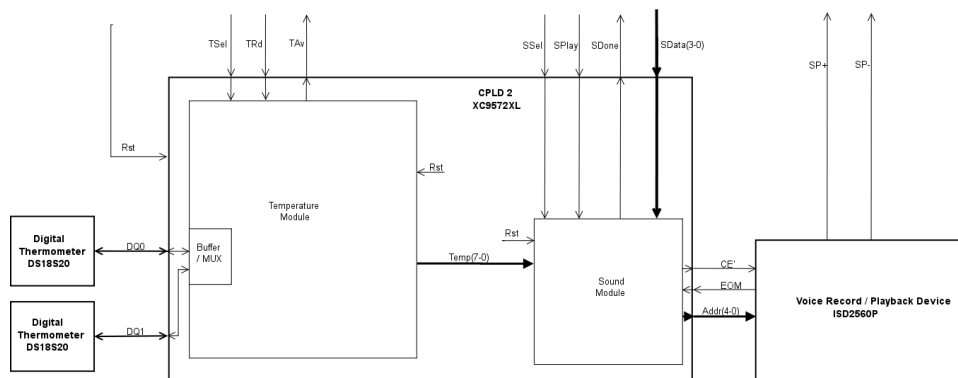 TSel
TRd
TAv
SSel
SPlay
SDone
SData(3-0)
SP+
SP-
CPLD 2
XC9572XL
Rst
Rst
Temperature
Module
Digital
Thermometer
DS18S20
DQ0
Buffer
/ MUX
Rst
Temp(7-0)
Sound
Module
CE'
EOM
Addr(4-0)
Voice Record / Playback Device
ISD2560P
Digital
Thermometer
DS18S20
DQ1